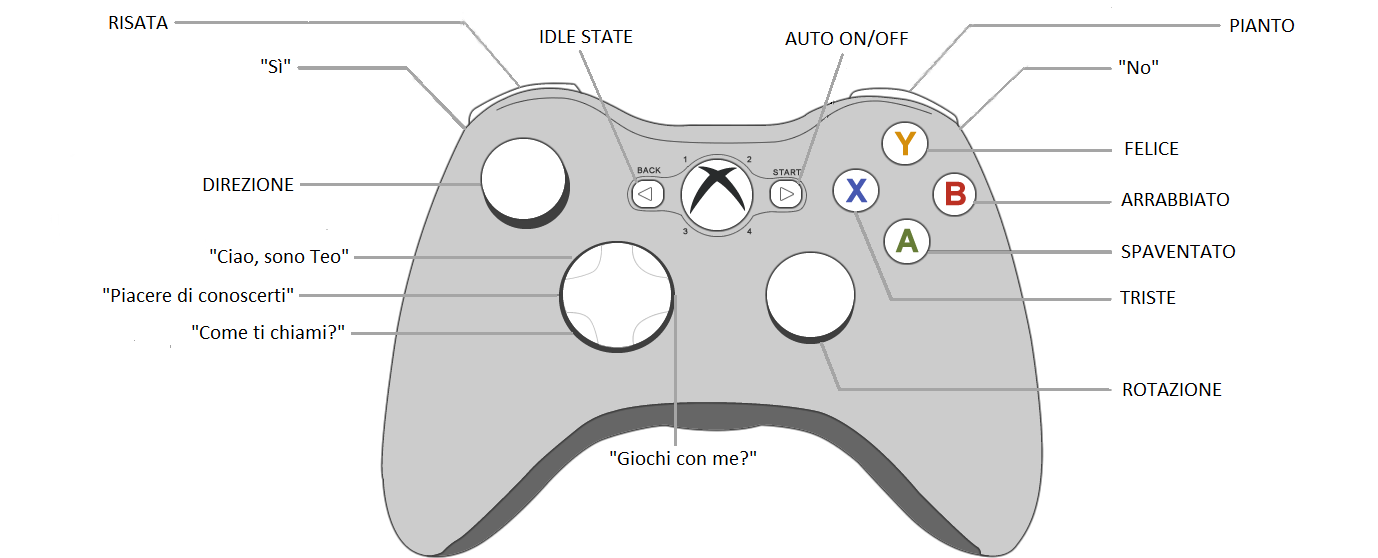 RISATA
PIANTO
IDLE STATE
AUTO ON/OFF
"Sì"
"No"
FELICE
1
2
BACK
START
DIREZIONE
Y
X
B
A
ARRABBIATO
3
4
"Ciao, sono Teo"
SPAVENTATO
"Piacere di conoscerti"
TRISTE
"Come ti chiami?"
ROTAZIONE
"Giochi con me?"